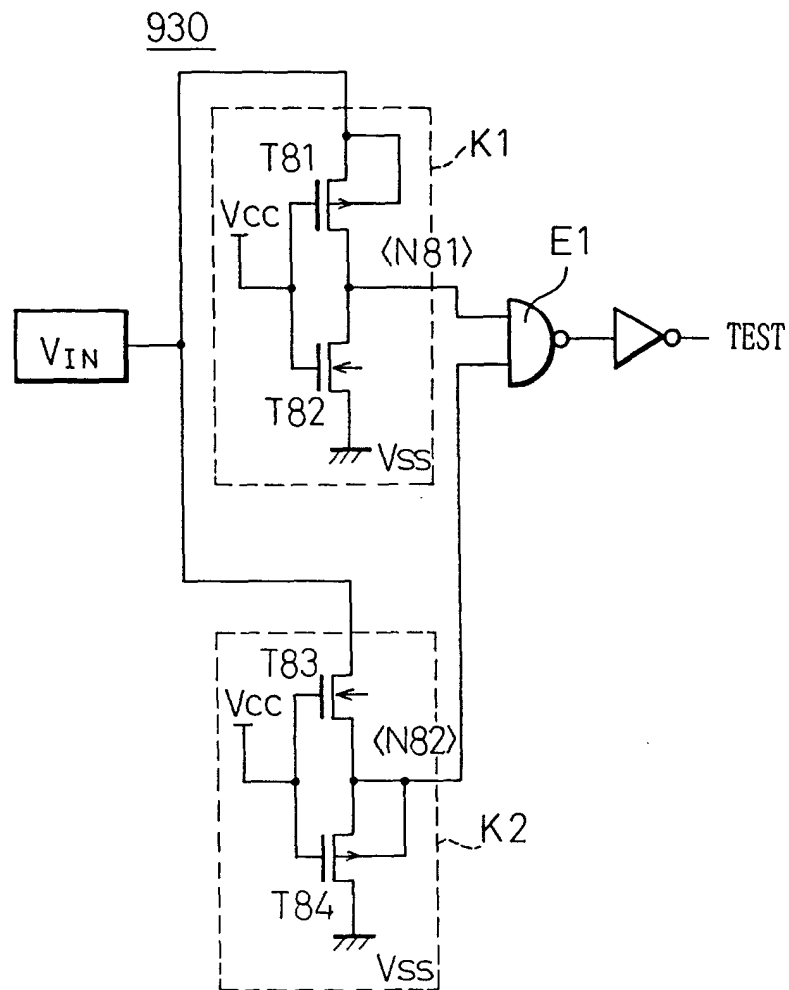 930
K1
T81
VCC
⟨N81⟩
E1
VIN
TEST
T82
VSS
T83
VCC
⟨N82⟩
K2
T84
VSS